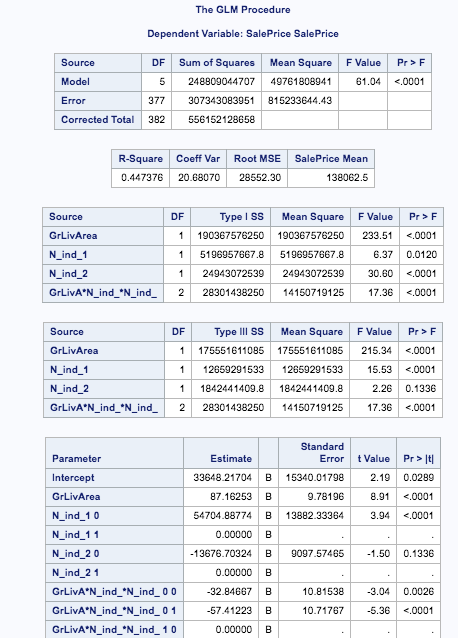 The GLM Procedure
Dependent Variable: SalePrice SalePrice
Source DF Sum of Squares Mean Square F Value Pr > F
Model 5 248809044707 49761808941 61.04 <.0001
Error 377 307343083951 815233644.43
Corrected Total 382 556152128658
R-Square Coeff Var Root MSE SalePrice Mean
0.447376 20.68070 28552.30 138062.5
Source DF Type I SS Mean Square F Value Pr > F
GrLivArea 1 190367576250 190367576250 233.51 <.0001
N_ind_1 1 5196957667.8 5196957667.8 6.37 0.0120
N_ind_2 1 24943072539 24943072539 30.60 <.0001
GrLivA*N_ind_*N_ind_ 2 28301438250 14150719125 17.36 <.0001
Source DF Type III SS Mean Square F Value Pr > F
GrLivArea 1 175551611085 175551611085 215.34 <.0001
N_ind_1 1 12659291533 12659291533 15.53 <.0001
N_ind_2 1 1842441409.8 1842441409.8 2.26 0.1336
GrLivA*N_ind_*N_ind_ 2 28301438250 14150719125 17.36 <.0001
Parameter Estimate Standard Error t Value Pr > |t|
Intercept 33648.21704 B 15340.01798 2.19 0.0289
GrLivArea 87.16253 B 9.78196 8.91 <.0001
N_ind_1 0 54704.88774 B 13882.33364 3.94 <.0001
N_ind_1 1 0.00000 B . . .
N_ind_2 0 -13676.70324 B 9097.57465 -1.50 0.1336
N_ind_2 1 0.00000 B . . .
GrLivA*N_ind_*N_ind_ 0 0 -32.84667 B 10.81538 -3.04 0.0026
GrLivA*N_ind_*N_ind_ 0 1 -57.41223 B 10.71767 -5.36 <.0001
GrLivA*N_ind_*N_ind_ 1 0 0.00000 B . . .